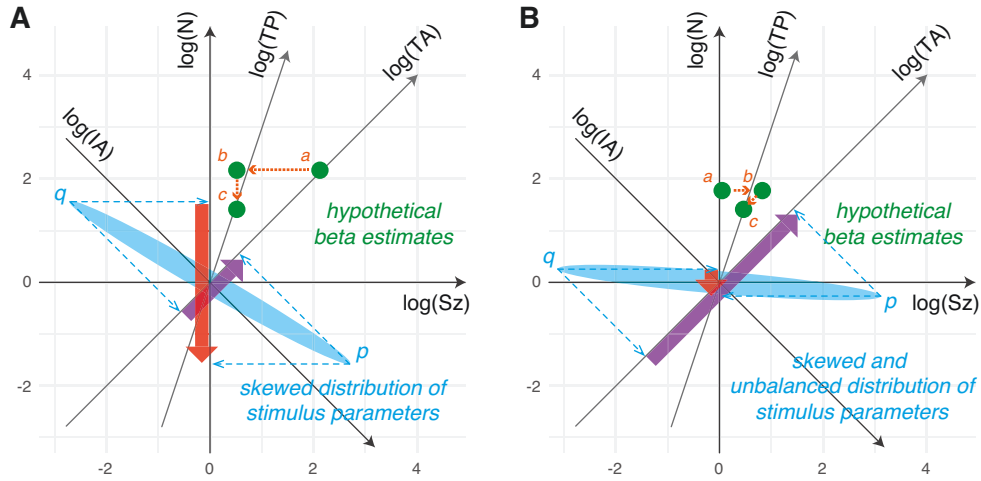 A
log(N)
log(TP)
log(TA)
4
log(IA)
b
a
2
c
q
hypothetical
beta estimates
0
log(Sz)
p
-2
skewed distribution of
stimulus parameters
-2
0
2
4
B
log(N)
log(TP)
log(TA)
4
log(IA)
a
b
2
c
hypothetical
beta estimates
q
0
log(Sz)
p
-2
skewed and
unbalanced distribution of
stimulus parameters
-2
0
2
4